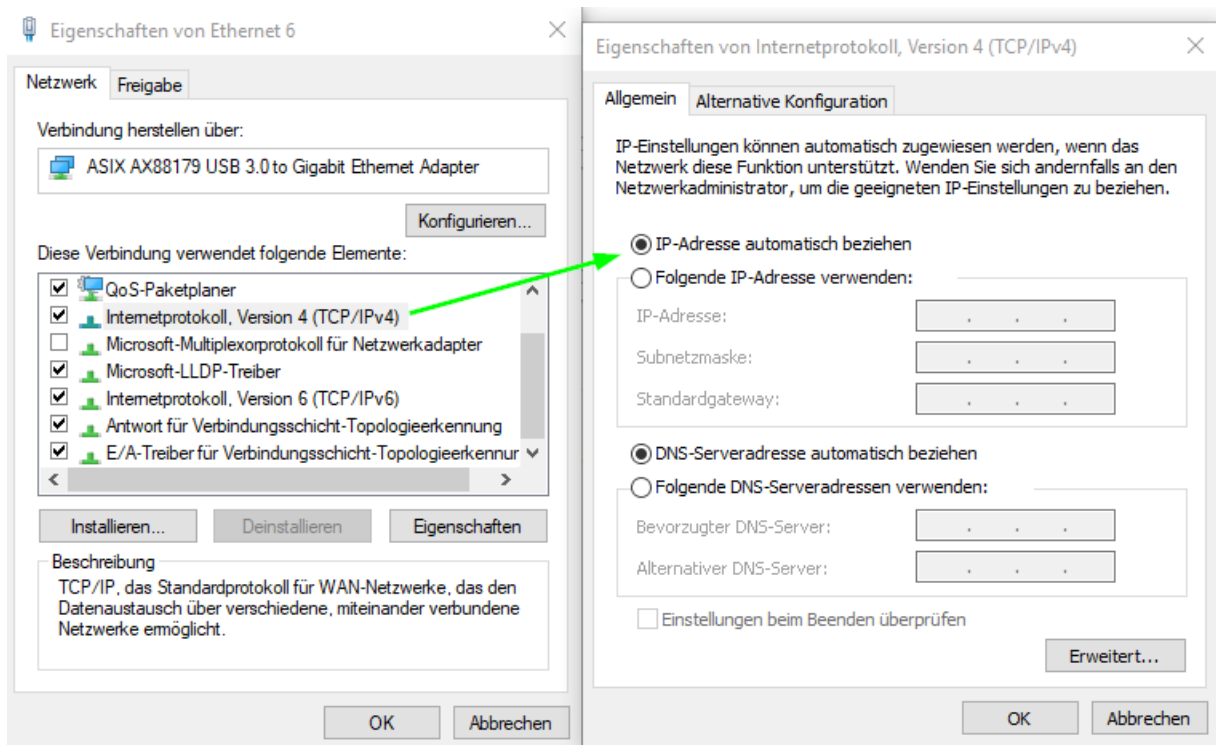 Eigenschaften von Ethernet 6
Netzwerk
Freigabe
Verbindung herstellen über:
ASIX AX88179 USB 3.0 to Gigabit Ethernet Adapter
Konfigurieren...
Diese Verbindung verwendet folgende Elemente:
QoS-Paketplaner
Internetprotokoll, Version 4 (TCP/IPv4)
Microsoft-Multiplexorprotokoll für Netzwerkadapter
Microsoft-LLDP-Treiber
Internetprotokoll, Version 6 (TCP/IPv6)
Antwort für Verbindungsschicht-Topologieerkennung
E/A-Treiber für Verbindungsschicht-Topologieerkennur
Installieren...
Deinstallieren
Eigenschaften
Beschreibung
TCP/IP, das Standardprotokoll für WAN-Netzwerke, das den
Datenaustausch über verschiedene, miteinander verbundene
Netzwerke ermöglicht.
OK
Abbrechen
Eigenschaften von Internetprotokoll, Version 4 (TCP/IPv4)
Allgemein
Alternative Konfiguration
IP-Einstellungen können automatisch zugewiesen werden, wenn das
Netzwerk diese Funktion unterstützt. Wenden Sie sich andernfalls an den
Netzwerkadministrator, um die geeigneten IP-Einstellungen zu beziehen.
IP-Adresse automatisch beziehen
Folgende IP-Adresse verwenden:
IP-Adresse:
Subnetzmaske:
Standardgateway:
DNS-Serveradresse automatisch beziehen
Folgende DNS-Serveradressen verwenden:
Bevorzugter DNS-Server:
Alternativer DNS-Server:
Einstellungen beim Beenden überprüfen
Erweitert...
OK
Abbrechen